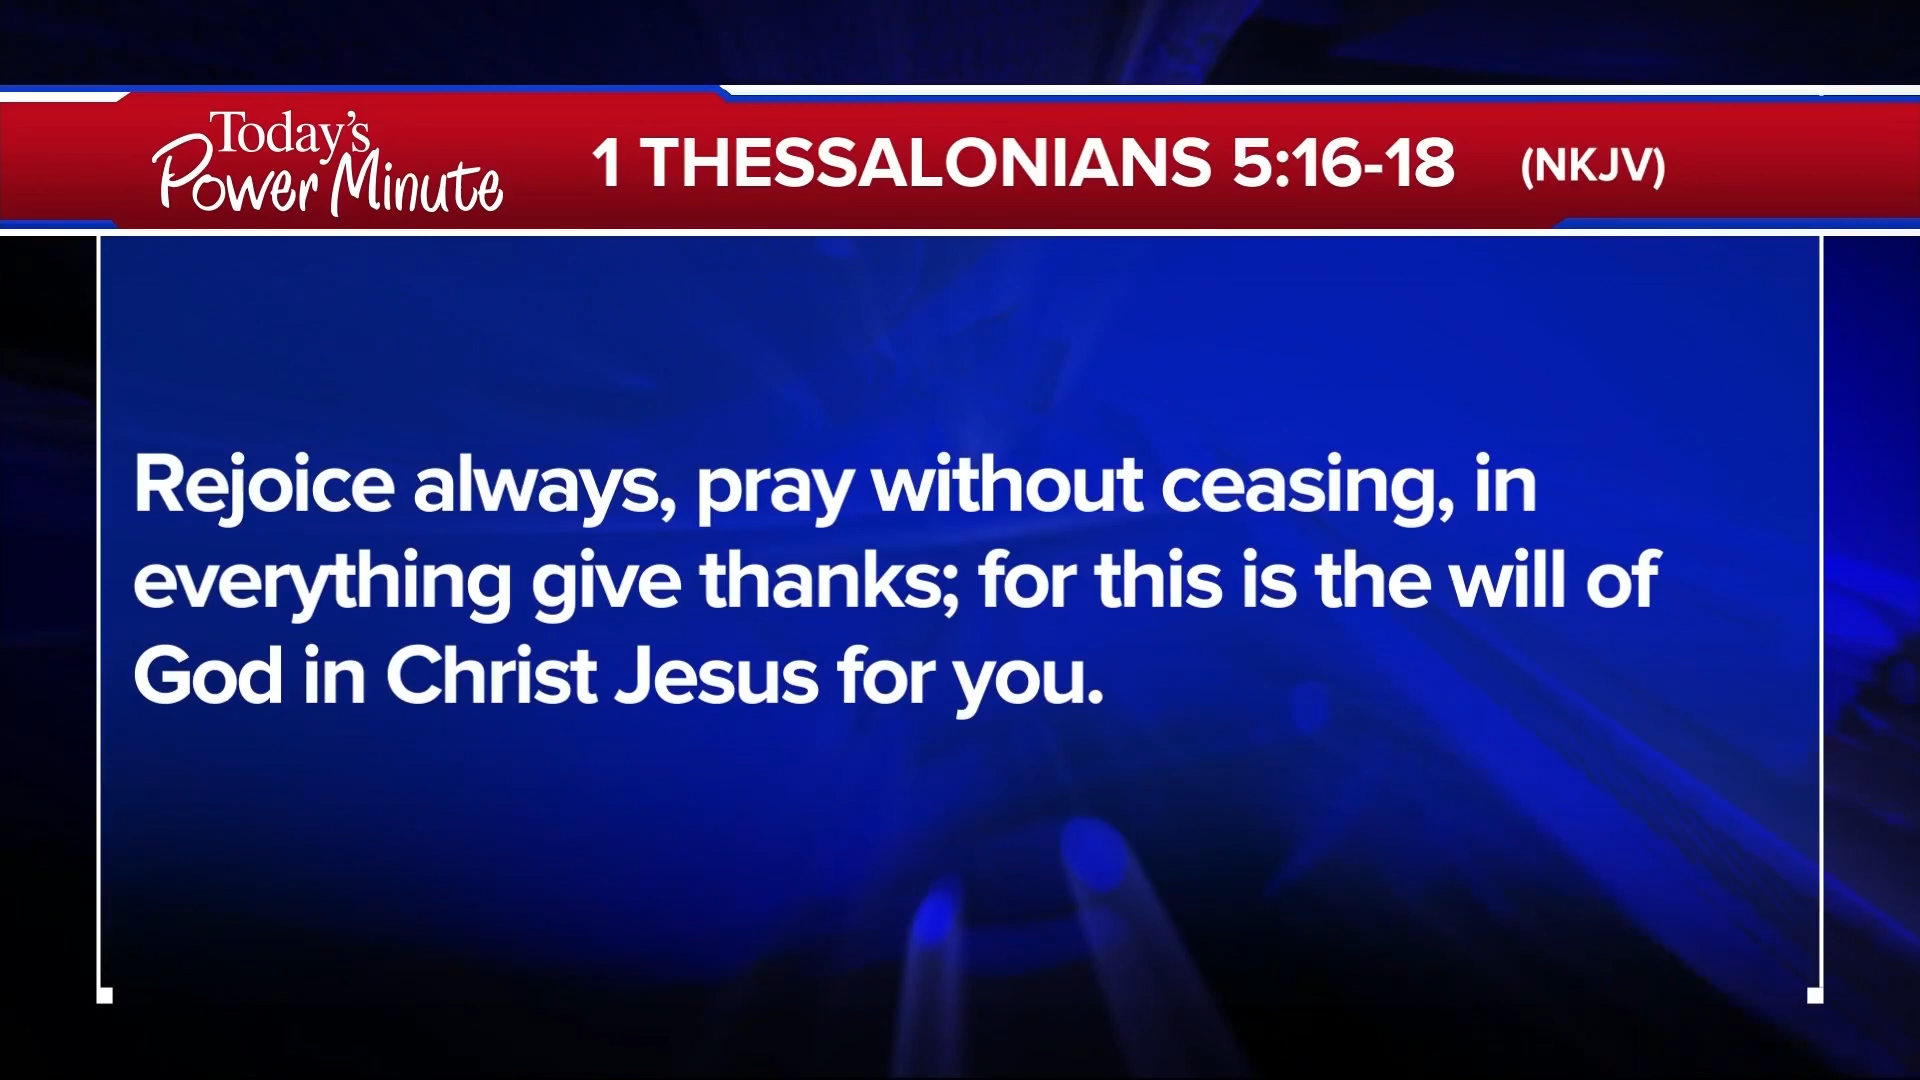 Today's
Power Minute
1 THESSALONIANS 5:16-18 (NKJV)
Rejoice always, pray without ceasing, in
everything give thanks; for this is the will of
God in Christ Jesus for you.